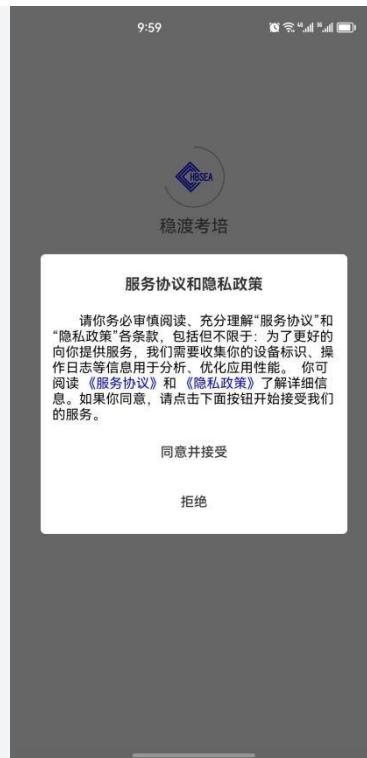 9:59
HBSEA
稳渡考培
服务协议和隐私政策
请你务必审慎阅读、充分理解“服务协议”和
“隐私政策”各条款，包括但不限于：为了更好的
向你提供服务，我们需要收集你的设备标识、操
作日志等信息用于分析、优化应用性能。 你可
阅读《服务协议》和《隐私政策》了解详细信
息。如果你同意，请点击下面按钮开始接受我们
的服务。
同意并接受
拒绝